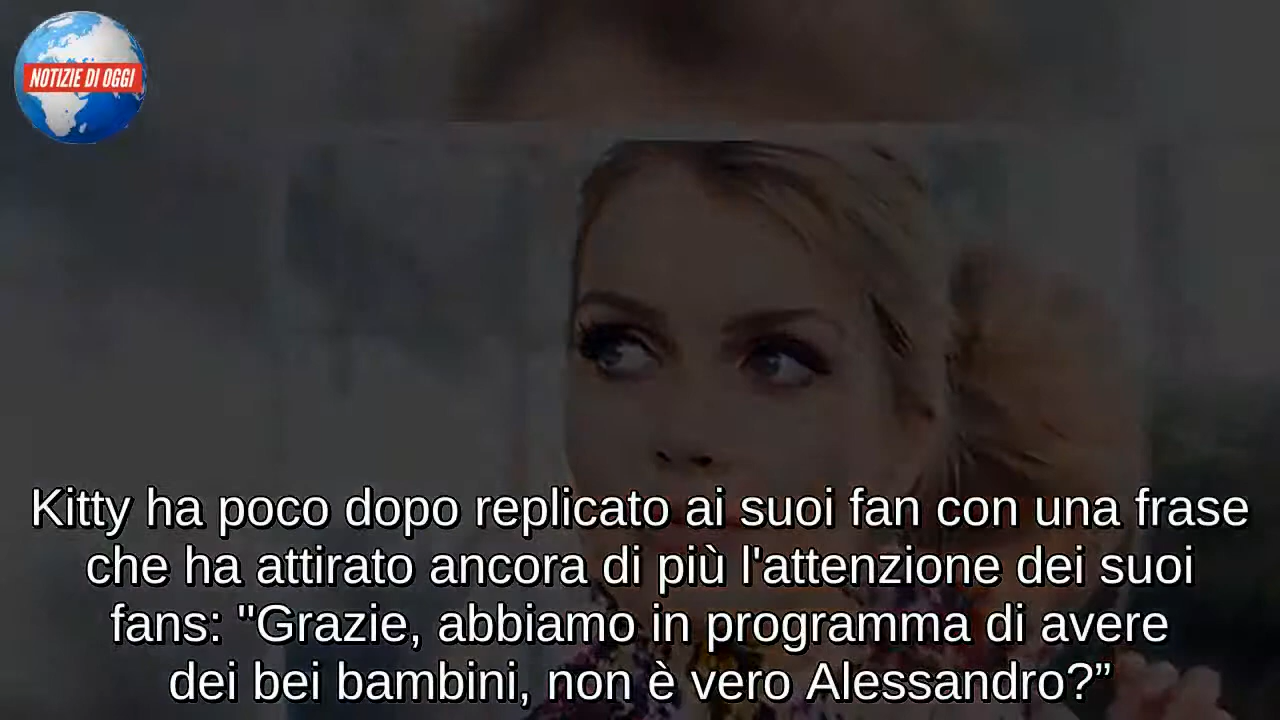 NOTIZIE DI OGGI
Kitty ha poco dopo replicato ai suoi fan con una frase
che ha attirato ancora di più l'attenzione dei suoi
fans: "Grazie, abbiamo in programma di avere
dei bei bambini, non è vero Alessandro?”